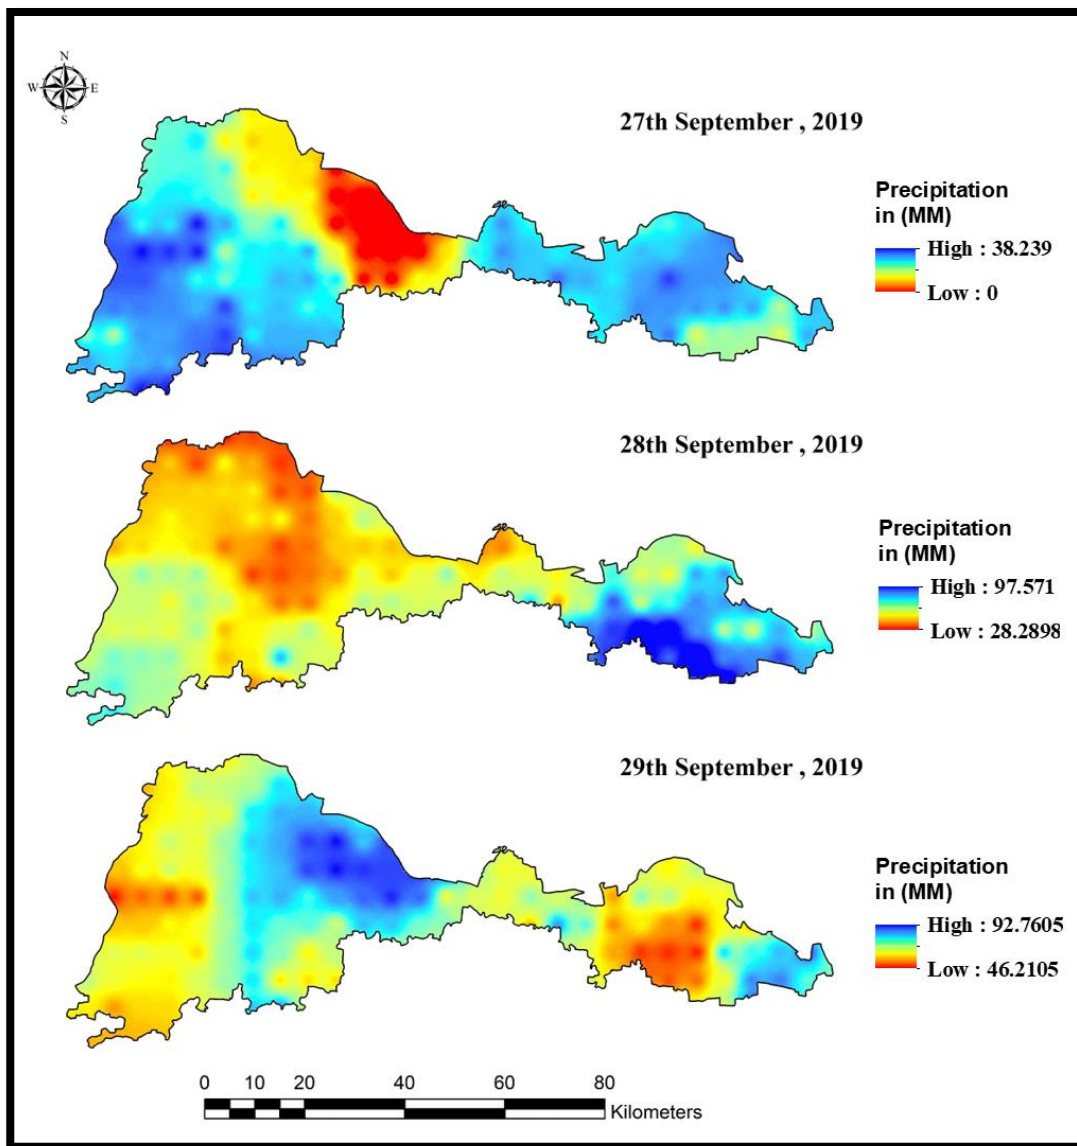 N
W E
S
27th September , 2019
Precipitation
in (MM)
High : 38.239
Low : 0
28th September , 2019
Precipitation
in (MM)
High : 97.571
Low : 28.2898
29th September , 2019
Precipitation
in (MM)
High : 92.7605
Low : 46.2105
0 10 20 40 60 80
Kilometers